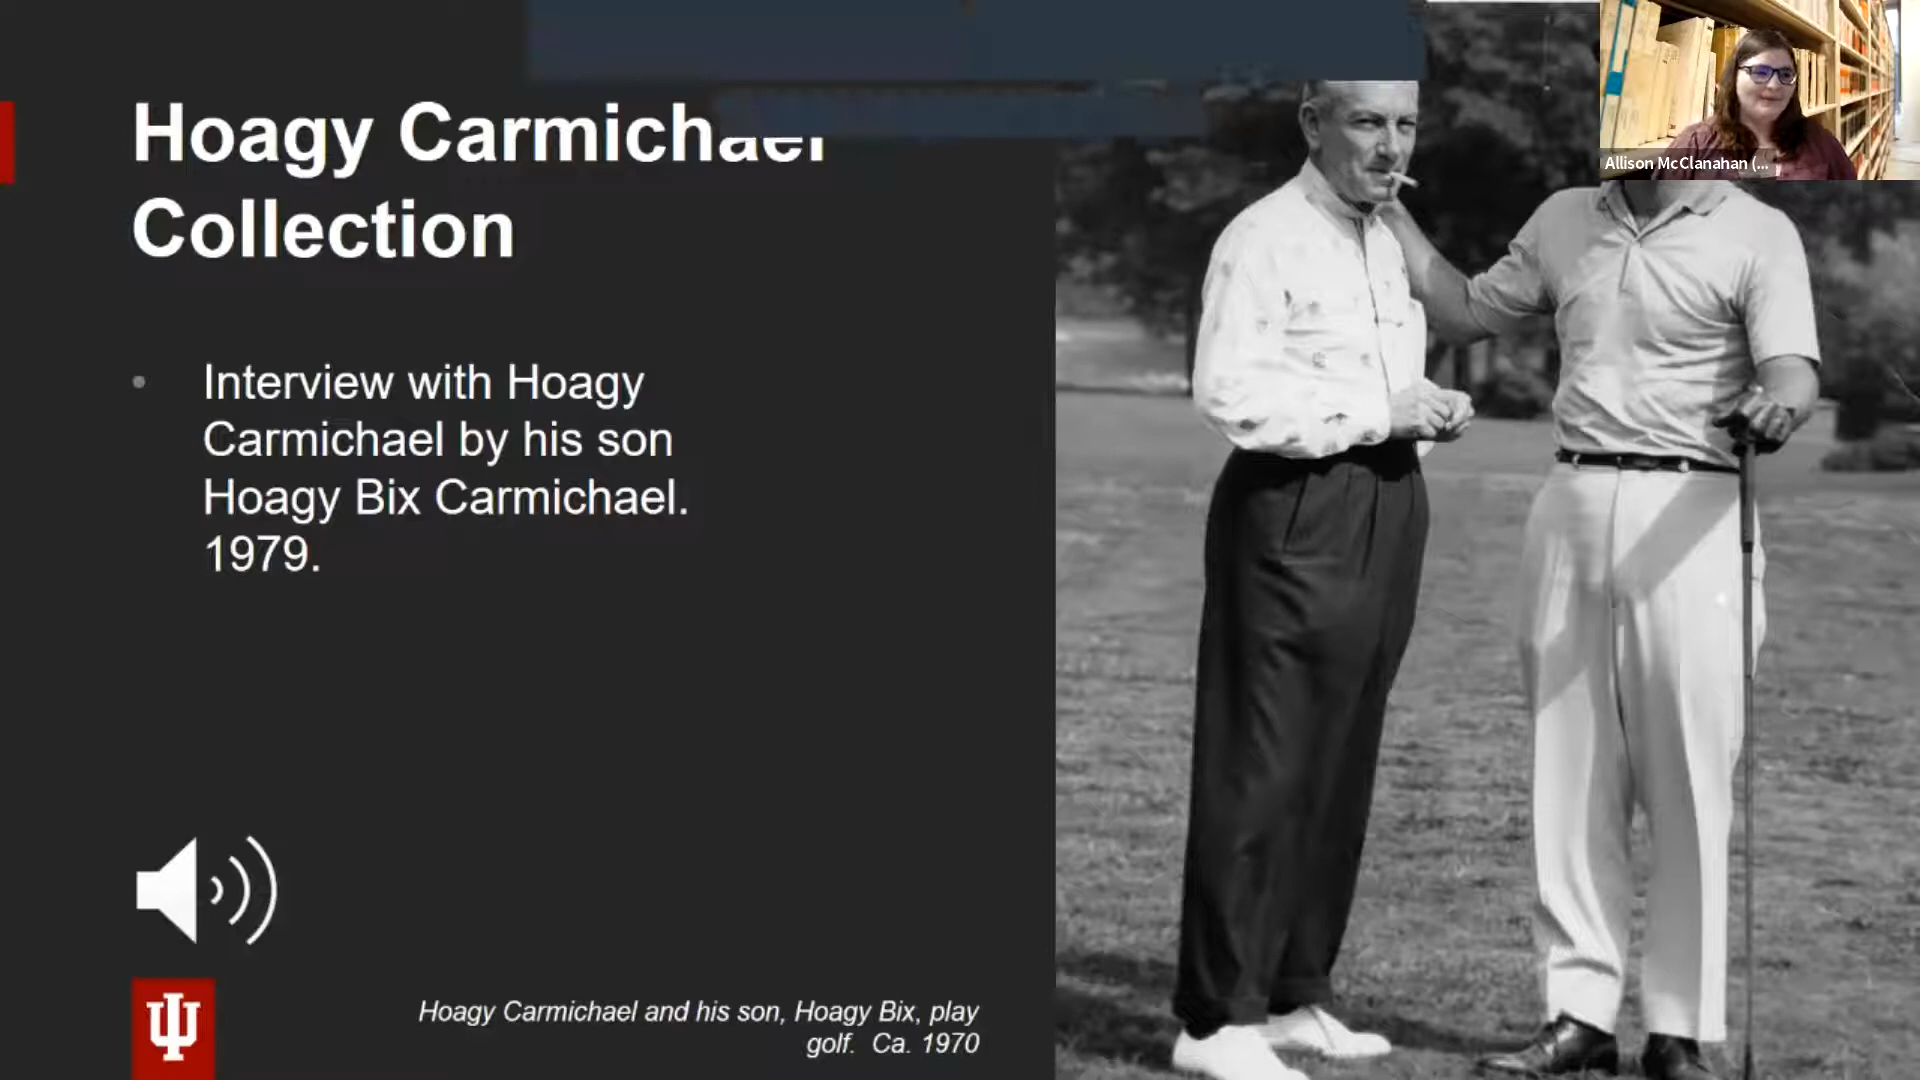 Hoagy Carmichael
Collection
Interview with Hoagy
Carmichael by his son
Hoagy Bix Carmichael.
1979.
Hoagy Carmichael and his son, Hoagy Bix, play
golf. Ca. 1970
Allison McClanahan (...